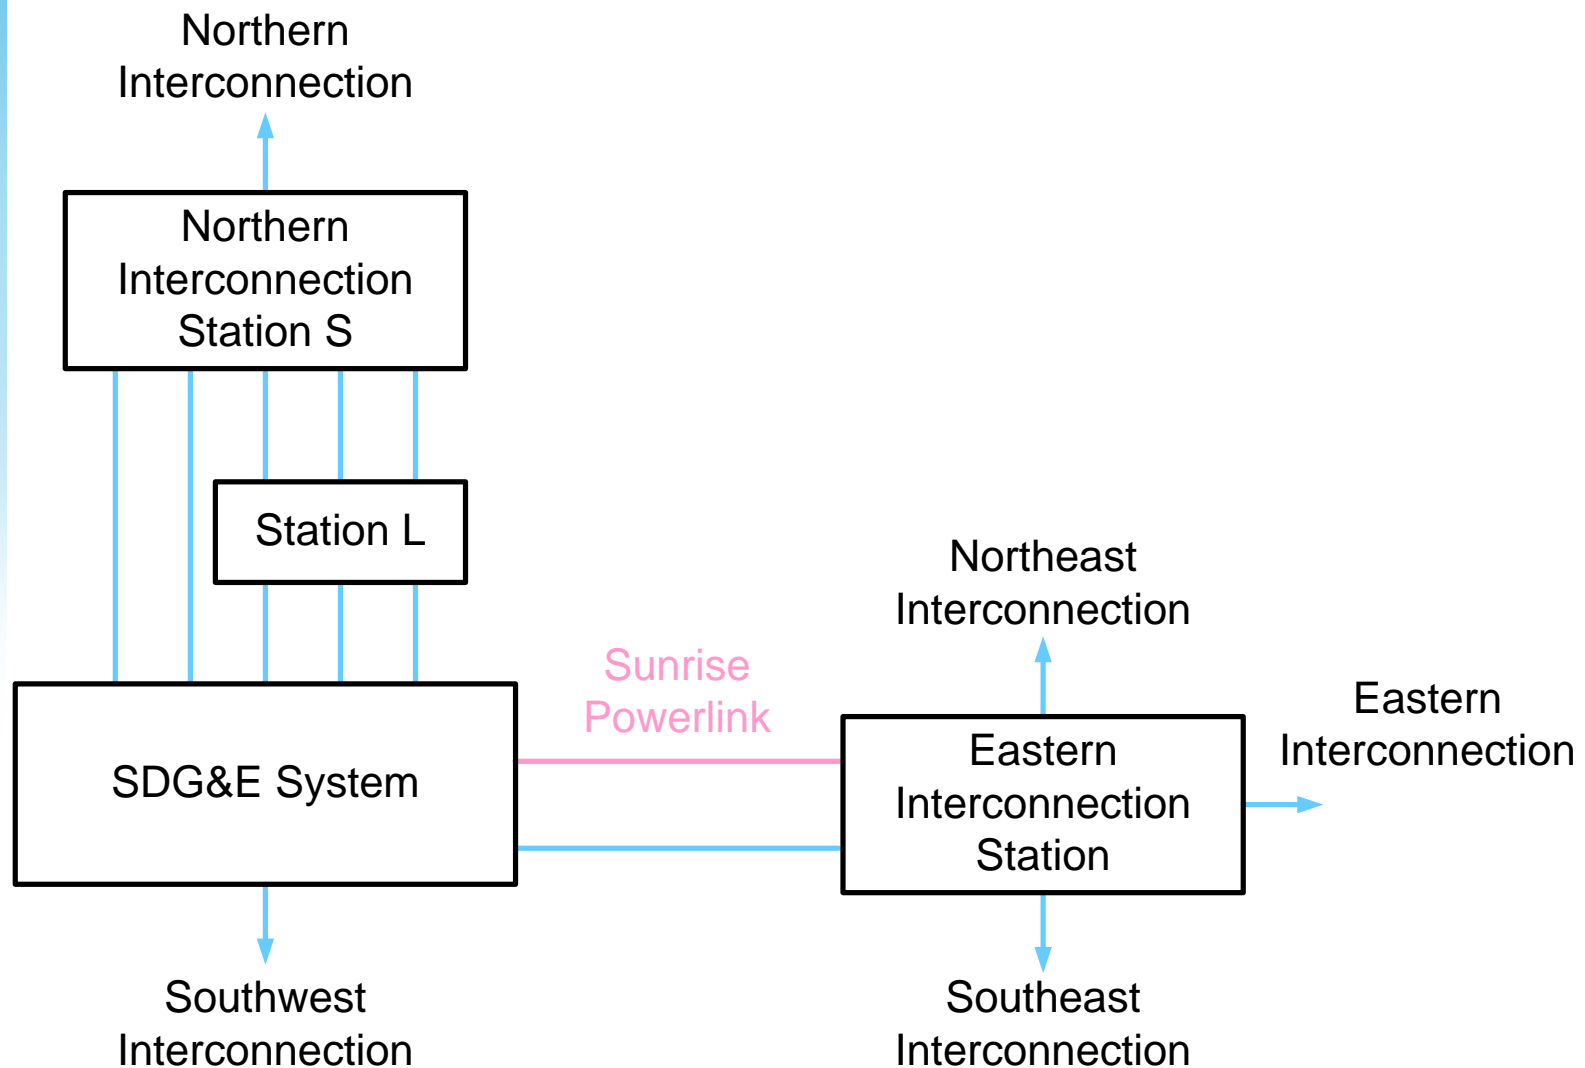 Northern
Interconnection
Northern
Interconnection
Station S
Station L
Northeast
Interconnection
Sunrise
Powerlink
Eastern
Interconnection
SDG&E System
Eastern
Interconnection
Station
Southwest
Interconnection
Southeast
Interconnection